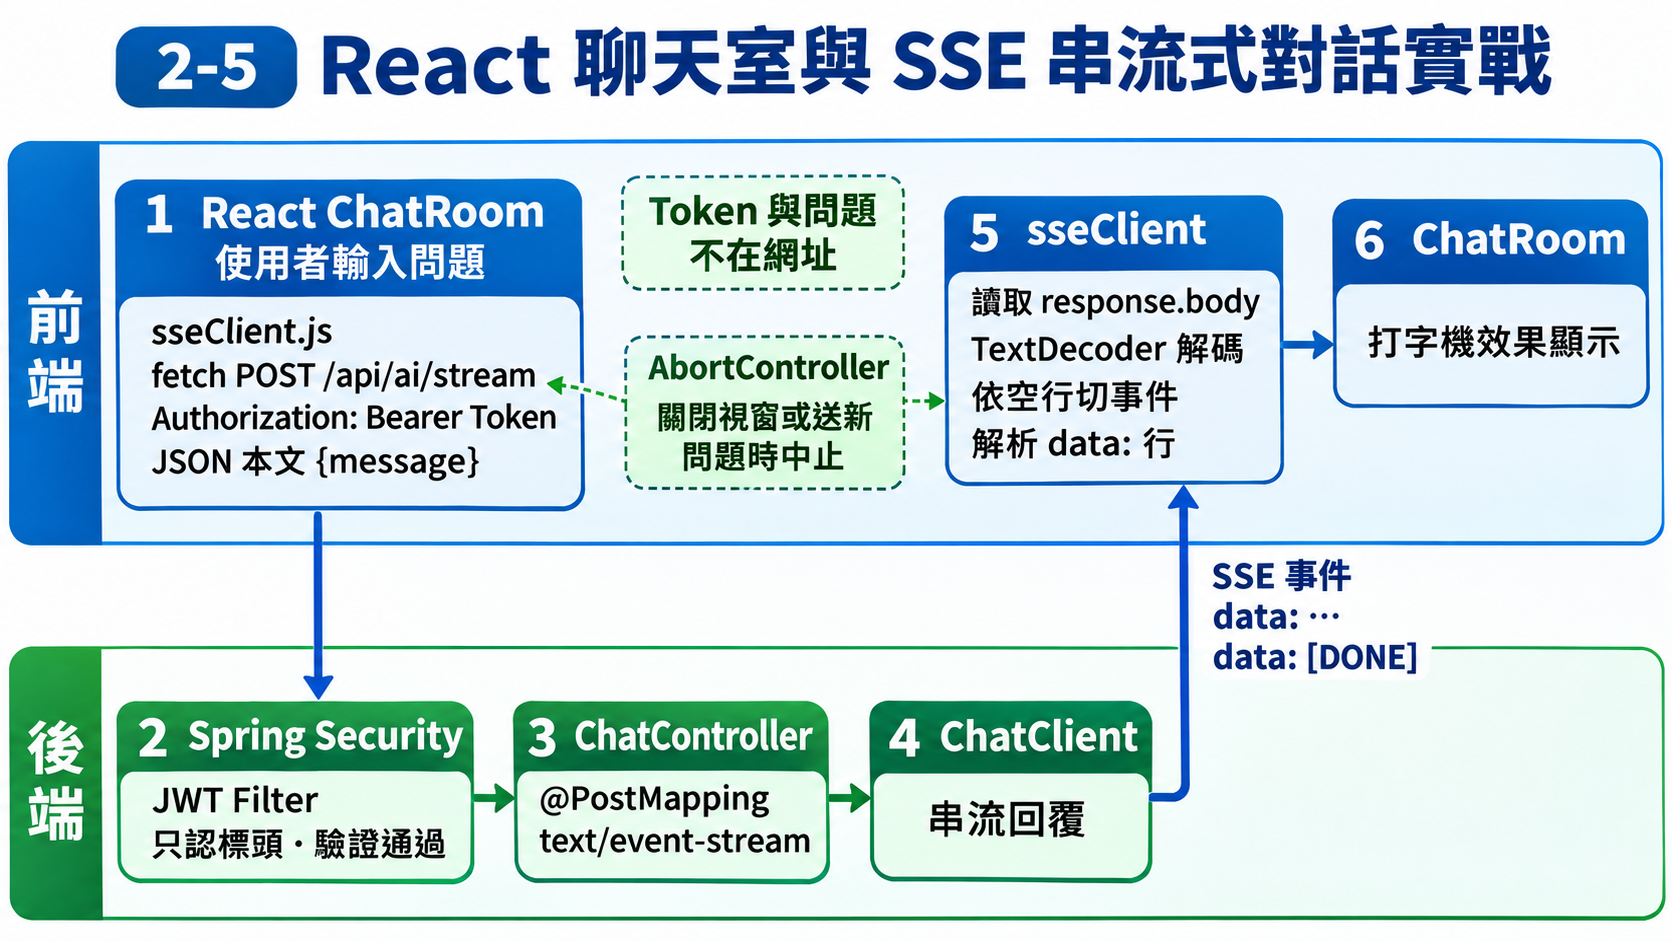 2-5 React 聊天室與 SSE 串流式對話實戰
前端
1 React ChatRoom
使用者輸入問題
sseClient.js
fetch POST /api/ai/stream
Authorization: Bearer Token
JSON 本文 {message}
Token 與問題
不在網址
AbortController
關閉視窗或送新
問題時中止
5 sseClient
讀取 response.body
TextDecoder 解碼
依空行切事件
解析 data: 行
6 ChatRoom
打字機效果顯示
SSE 事件
data: ⋯
data: [DONE]
後端
2 Spring Security
JWT Filter
只認標頭・驗證通過
3 ChatController
@PostMapping
text/event-stream
4 ChatClient
串流回覆